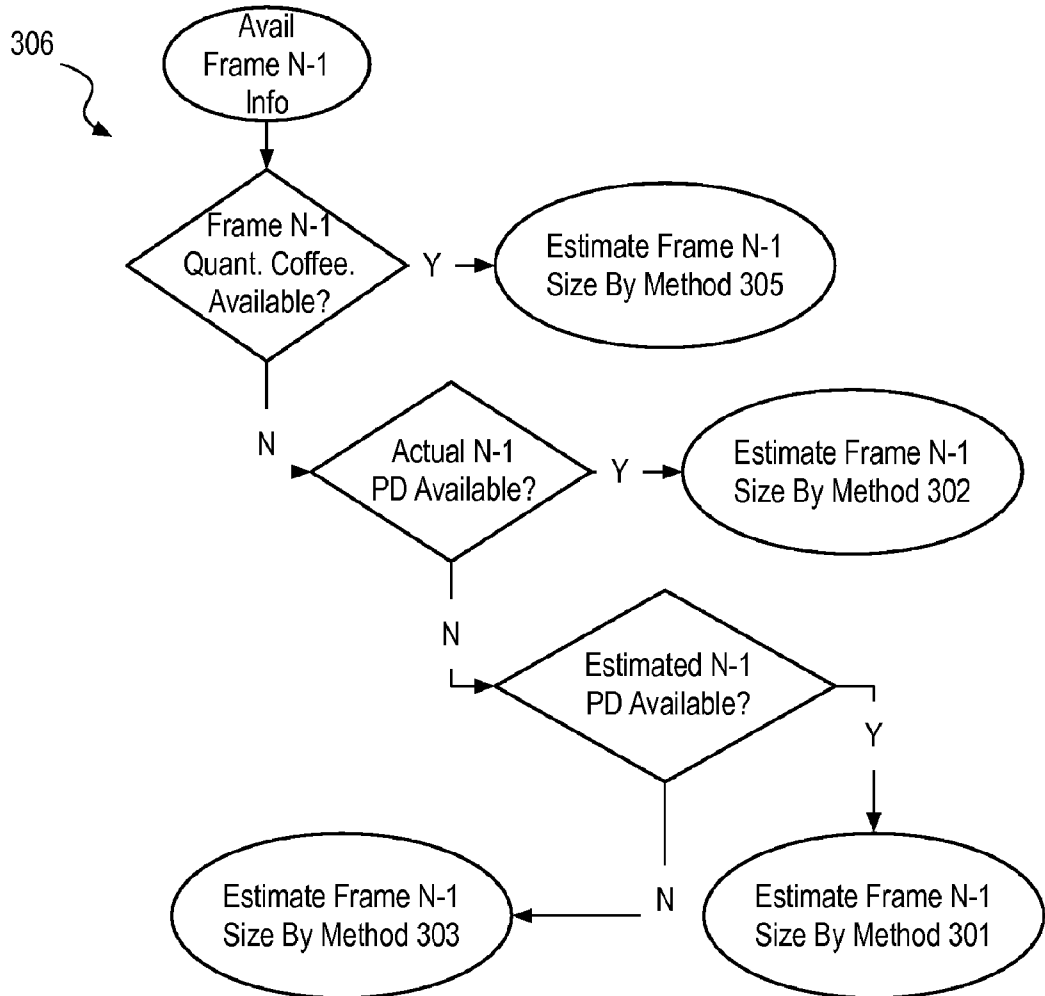 306
Avail
Frame N-1
Info
Frame N-1
Quant. Coffee.
Available?
Y
Estimate Frame N-1
Size By Method 305
N
Actual N-1
PD Available?
Y
Estimate Frame N-1
Size By Method 302
N
Estimated N-1
PD Available?
Y
N
Estimate Frame N-1
Size By Method 303
Estimate Frame N-1
Size By Method 301